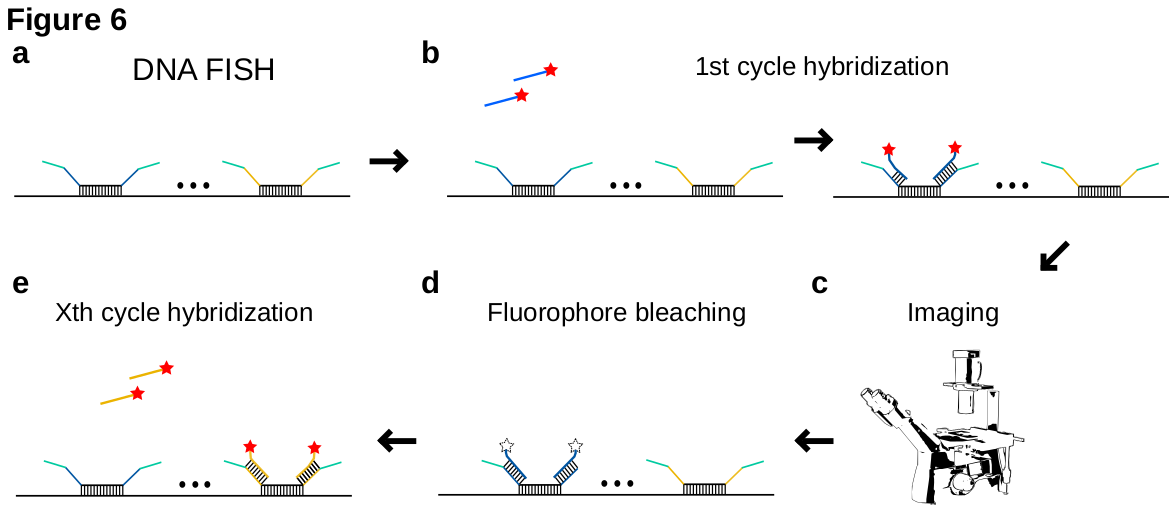 Figure 6
a
DNA FISH
b
1st cycle hybridization
e
Xth cycle hybridization
d
Fluorophore bleaching
c
Imaging